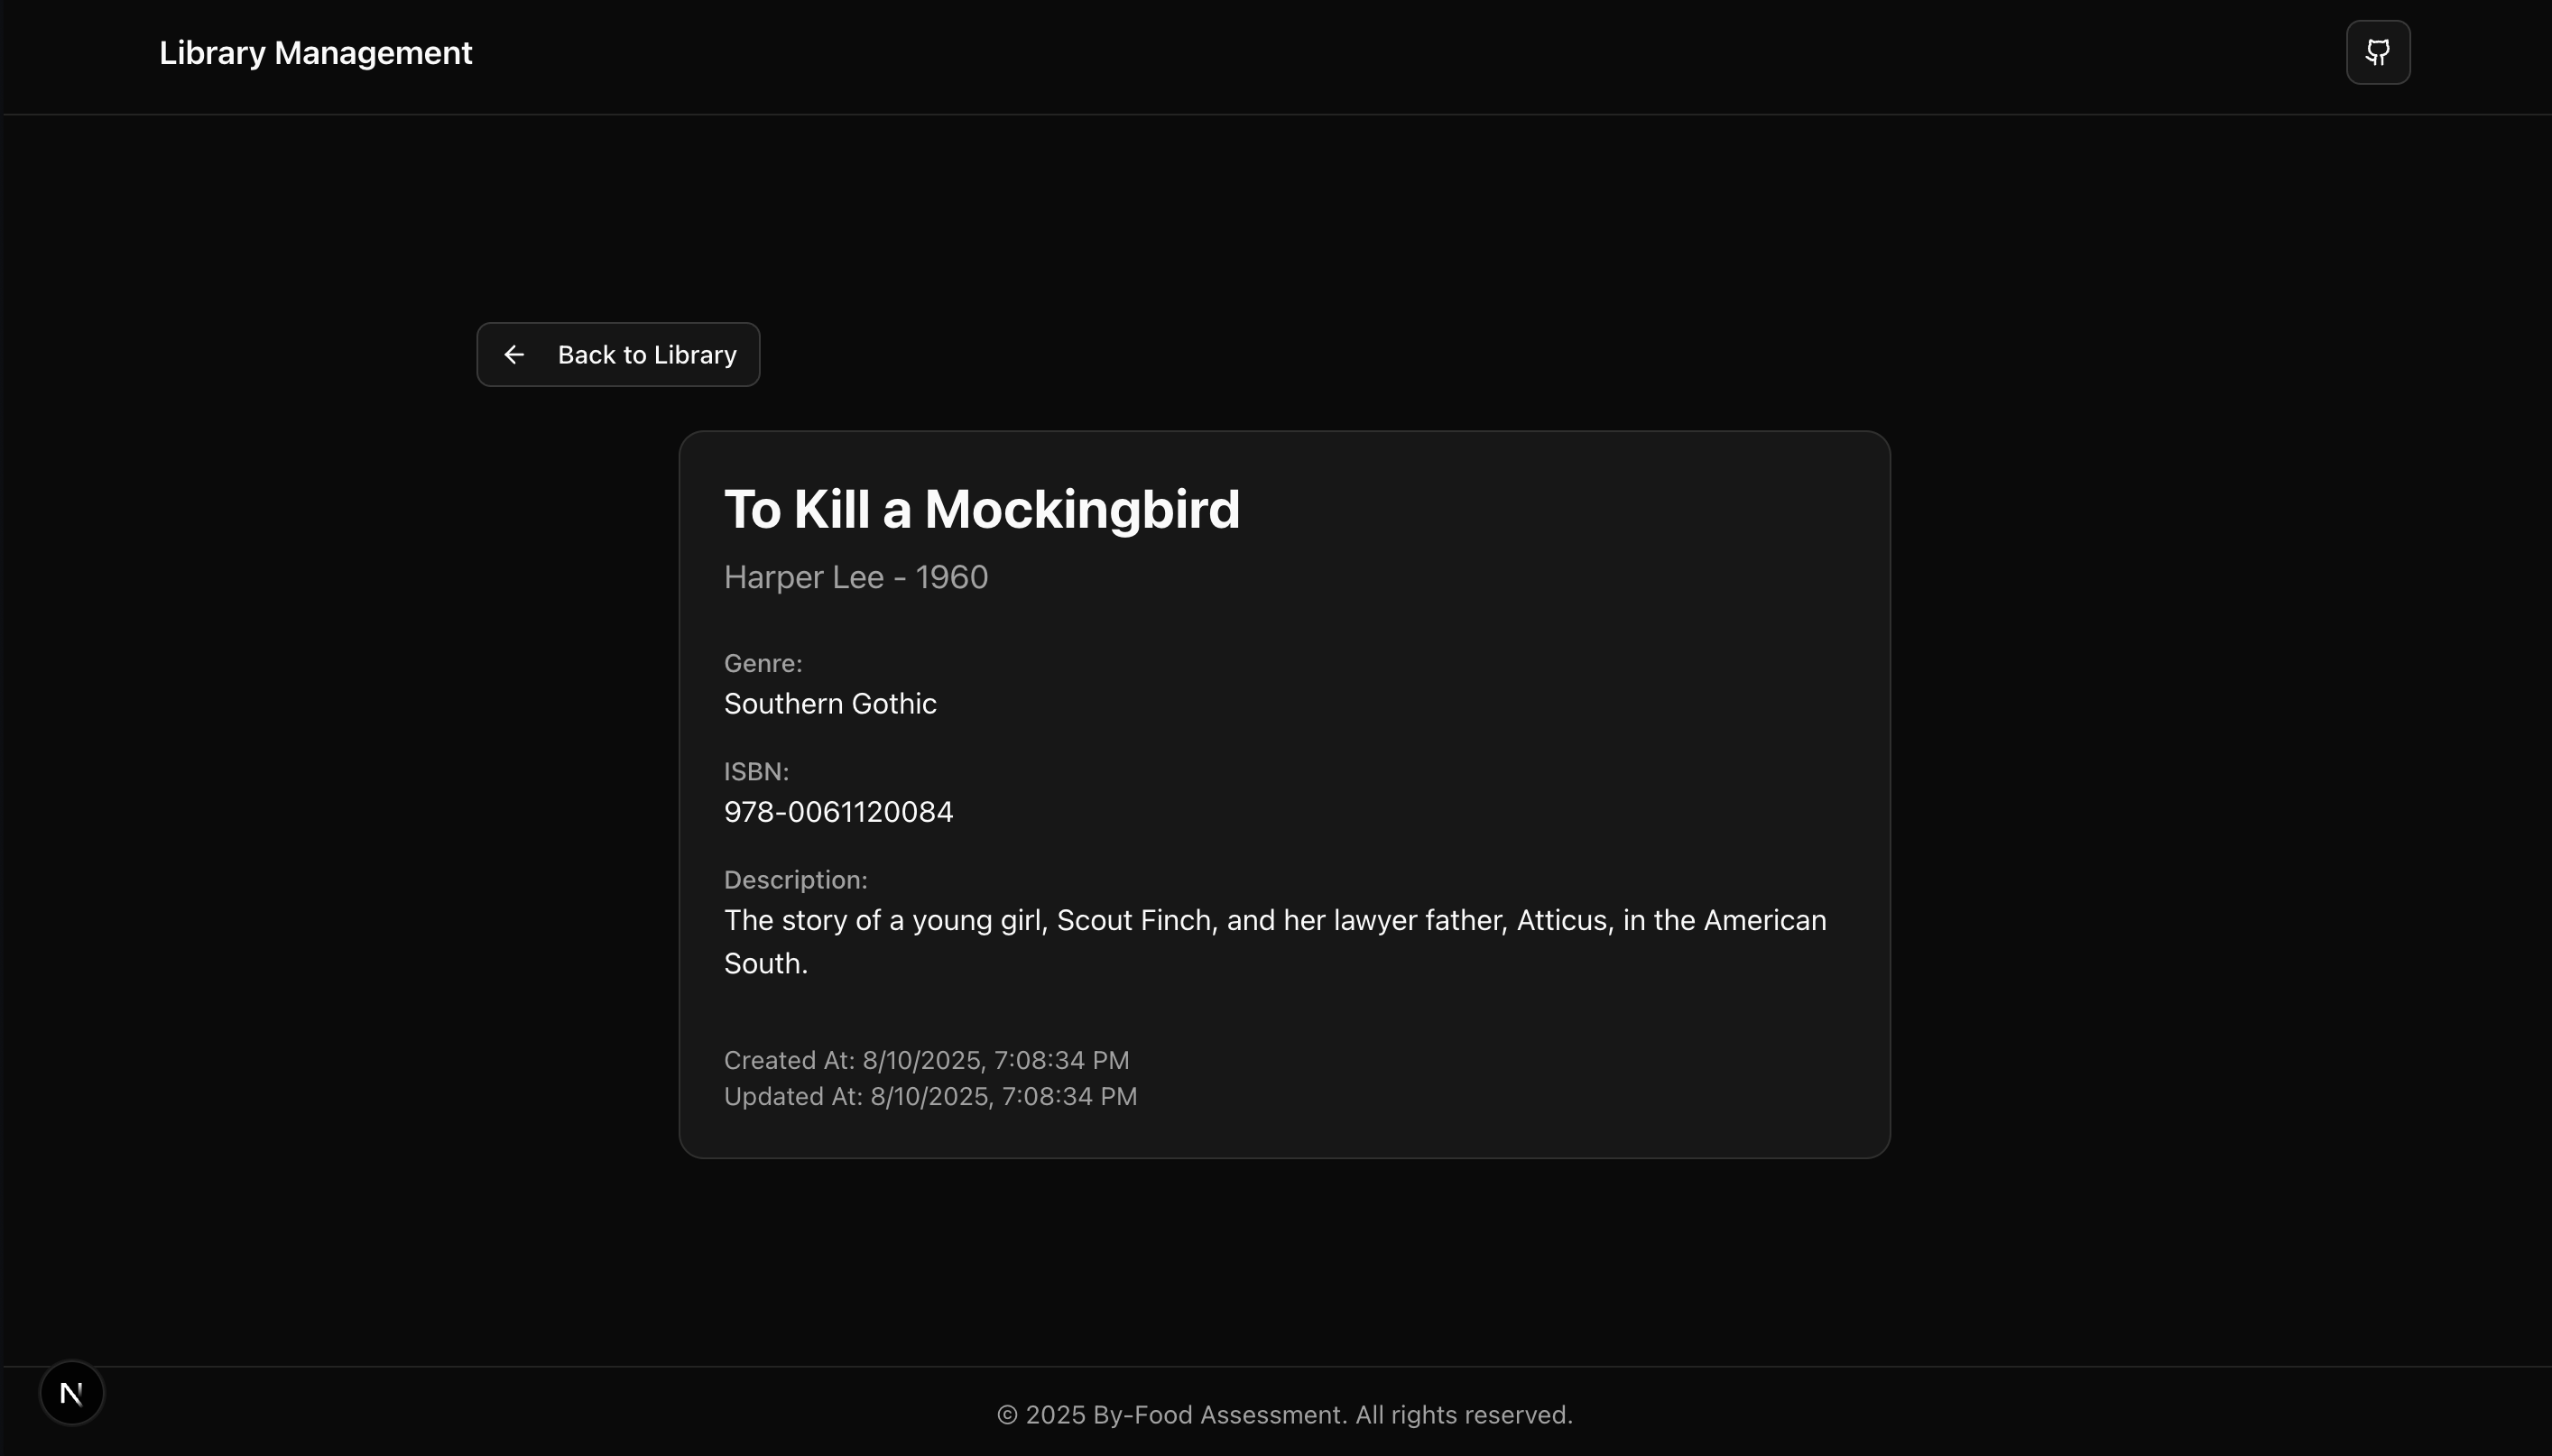 Library Management
Back to Library
To Kill a Mockingbird
Harper Lee - 1960
Genre:
Southern Gothic
ISBN:
978-0061120084
Description:
The story of a young girl, Scout Finch, and her lawyer father, Atticus, in the American
South.
Created At: 8/10/2025, 7:08:34 PM
Updated At: 8/10/2025, 7:08:34 PM
N
© 2025 By-Food Assessment. All rights reserved.